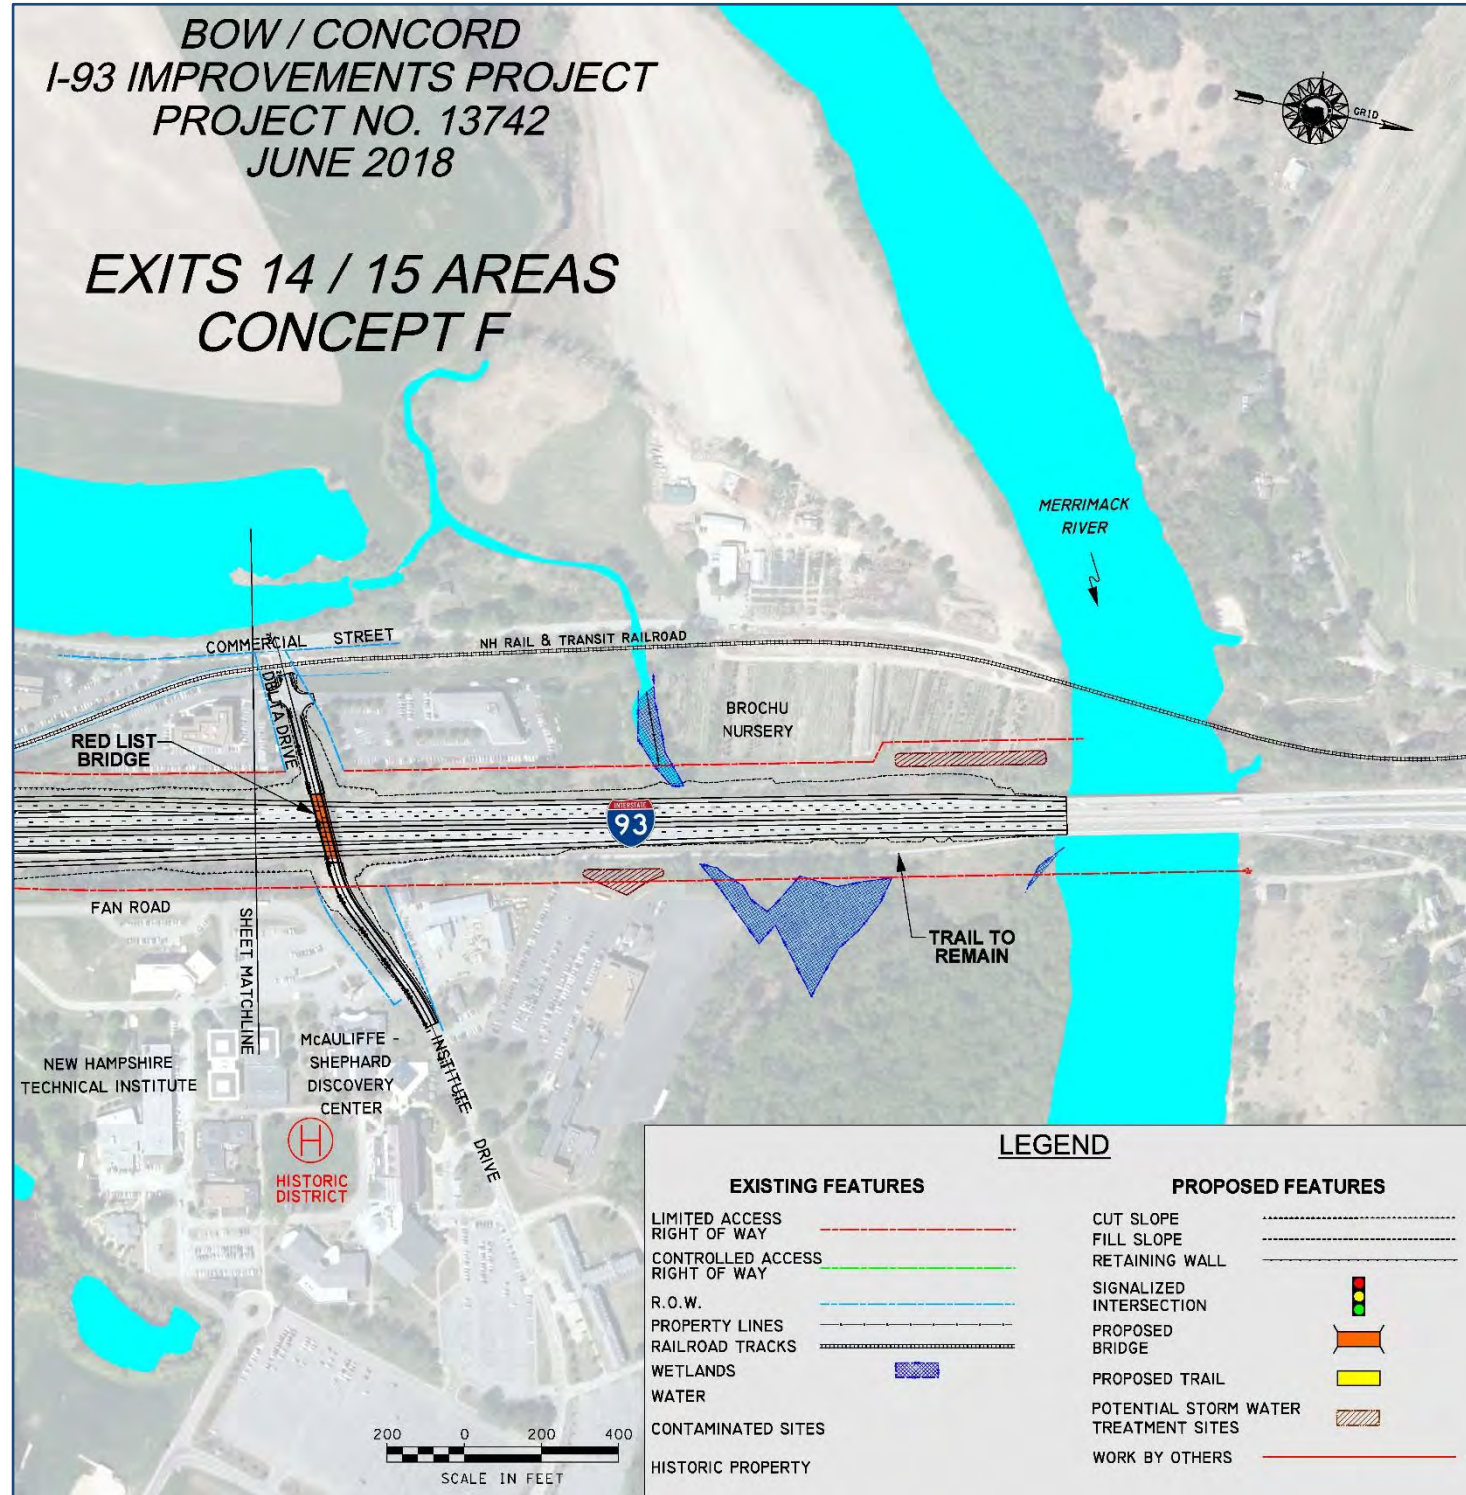 BOW / CONCORD
I-93 IMPROVEMENTS PROJECT
PROJECT NO. 13742
JUNE 2018
EXITS 14 / 15 AREAS
CONCEPT F
GRID
MERRIMACK
RIVER
COMMERCIAL STREET
NH RAIL & TRANSIT RAILROAD
DELTA DRIVE
RED LIST
BRIDGE
BROCHU
NURSERY
INTERSTATE
93
FAN ROAD
SHEET MATCHLINE
TRAIL TO
REMAIN
NEW HAMPSHIRE
TECHNICAL INSTITUTE
McAULIFFE -
SHEPHARD
DISCOVERY
CENTER
INSTITUTE DRIVE
H
HISTORIC
DISTRICT
200 0 200 400
SCALE IN FEET
LEGEND
EXISTING FEATURES
LIMITED ACCESS
RIGHT OF WAY
CONTROLLED ACCESS
RIGHT OF WAY
R.O.W.
PROPERTY LINES
RAILROAD TRACKS
WETLANDS
WATER
CONTAMINATED SITES
HISTORIC PROPERTY
PROPOSED FEATURES
CUT SLOPE
FILL SLOPE
RETAINING WALL
SIGNALIZED
INTERSECTION
PROPOSED
BRIDGE
PROPOSED TRAIL
POTENTIAL STORM WATER
TREATMENT SITES
WORK BY OTHERS